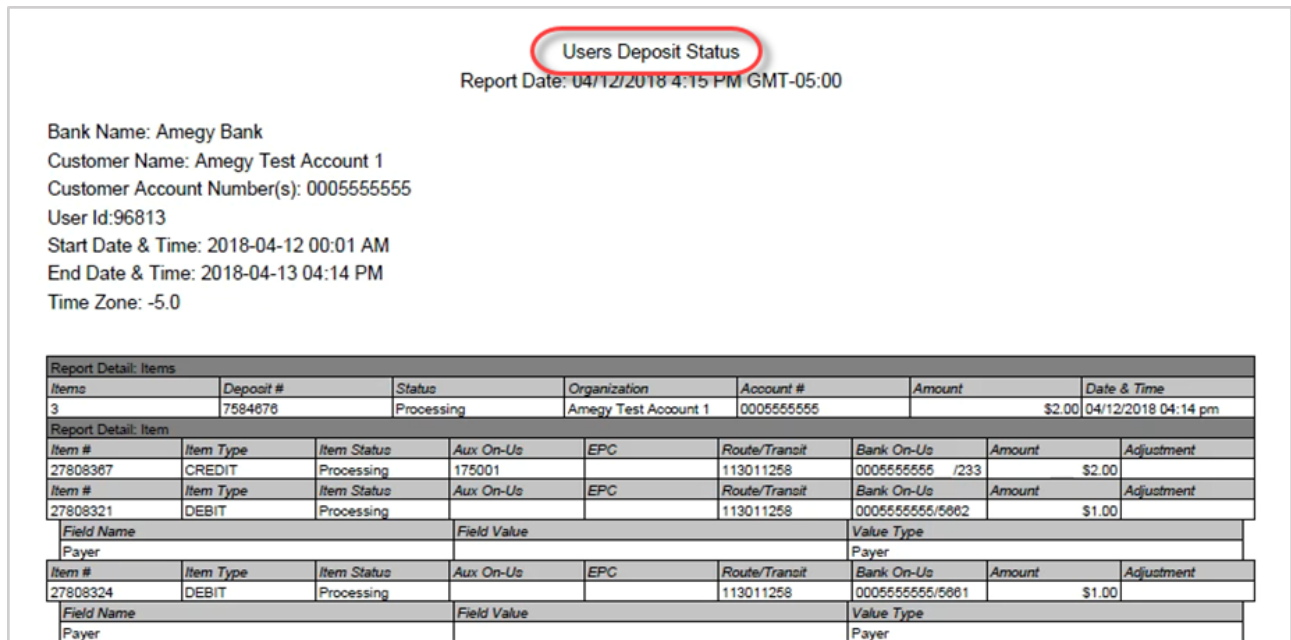 Users Deposit Status
Report Date: 04/12/2018 4:15 PM GMT-05:00
Bank Name: Amegy Bank
Customer Name: Amegy Test Account 1
Customer Account Number(s): 0005555555
User Id:96813
Start Date & Time: 2018-04-12 00:01 AM
End Date & Time: 2018-04-13 04:14 PM
Time Zone: -5.0
Report Detail: Items
Items Deposit # Status Organization Account # Amount Date & Time
3 7584676 Processing Amegy Test Account 1 0005555555 $2.00 04/12/2018 04:14 pm
Report Detail: Item
Item # Item Type Item Status Aux On-Us EPC Route/Transit Bank On-Us Amount Adjustment
27808367 CREDIT Processing 175001 113011258 0005555555 /233 $2.00
Item # Item Type Item Status Aux On-Us EPC Route/Transit Bank On-Us Amount Adjustment
27808321 DEBIT Processing 113011258 0005555555/5662 $1.00
Field Name Field Value Value Type
Payer Payer
Item # Item Type Item Status Aux On-Us EPC Route/Transit Bank On-Us Amount Adjustment
27808324 DEBIT Processing 113011258 0005555555/5661 $1.00
Field Name Field Value Value Type
Payer Payer